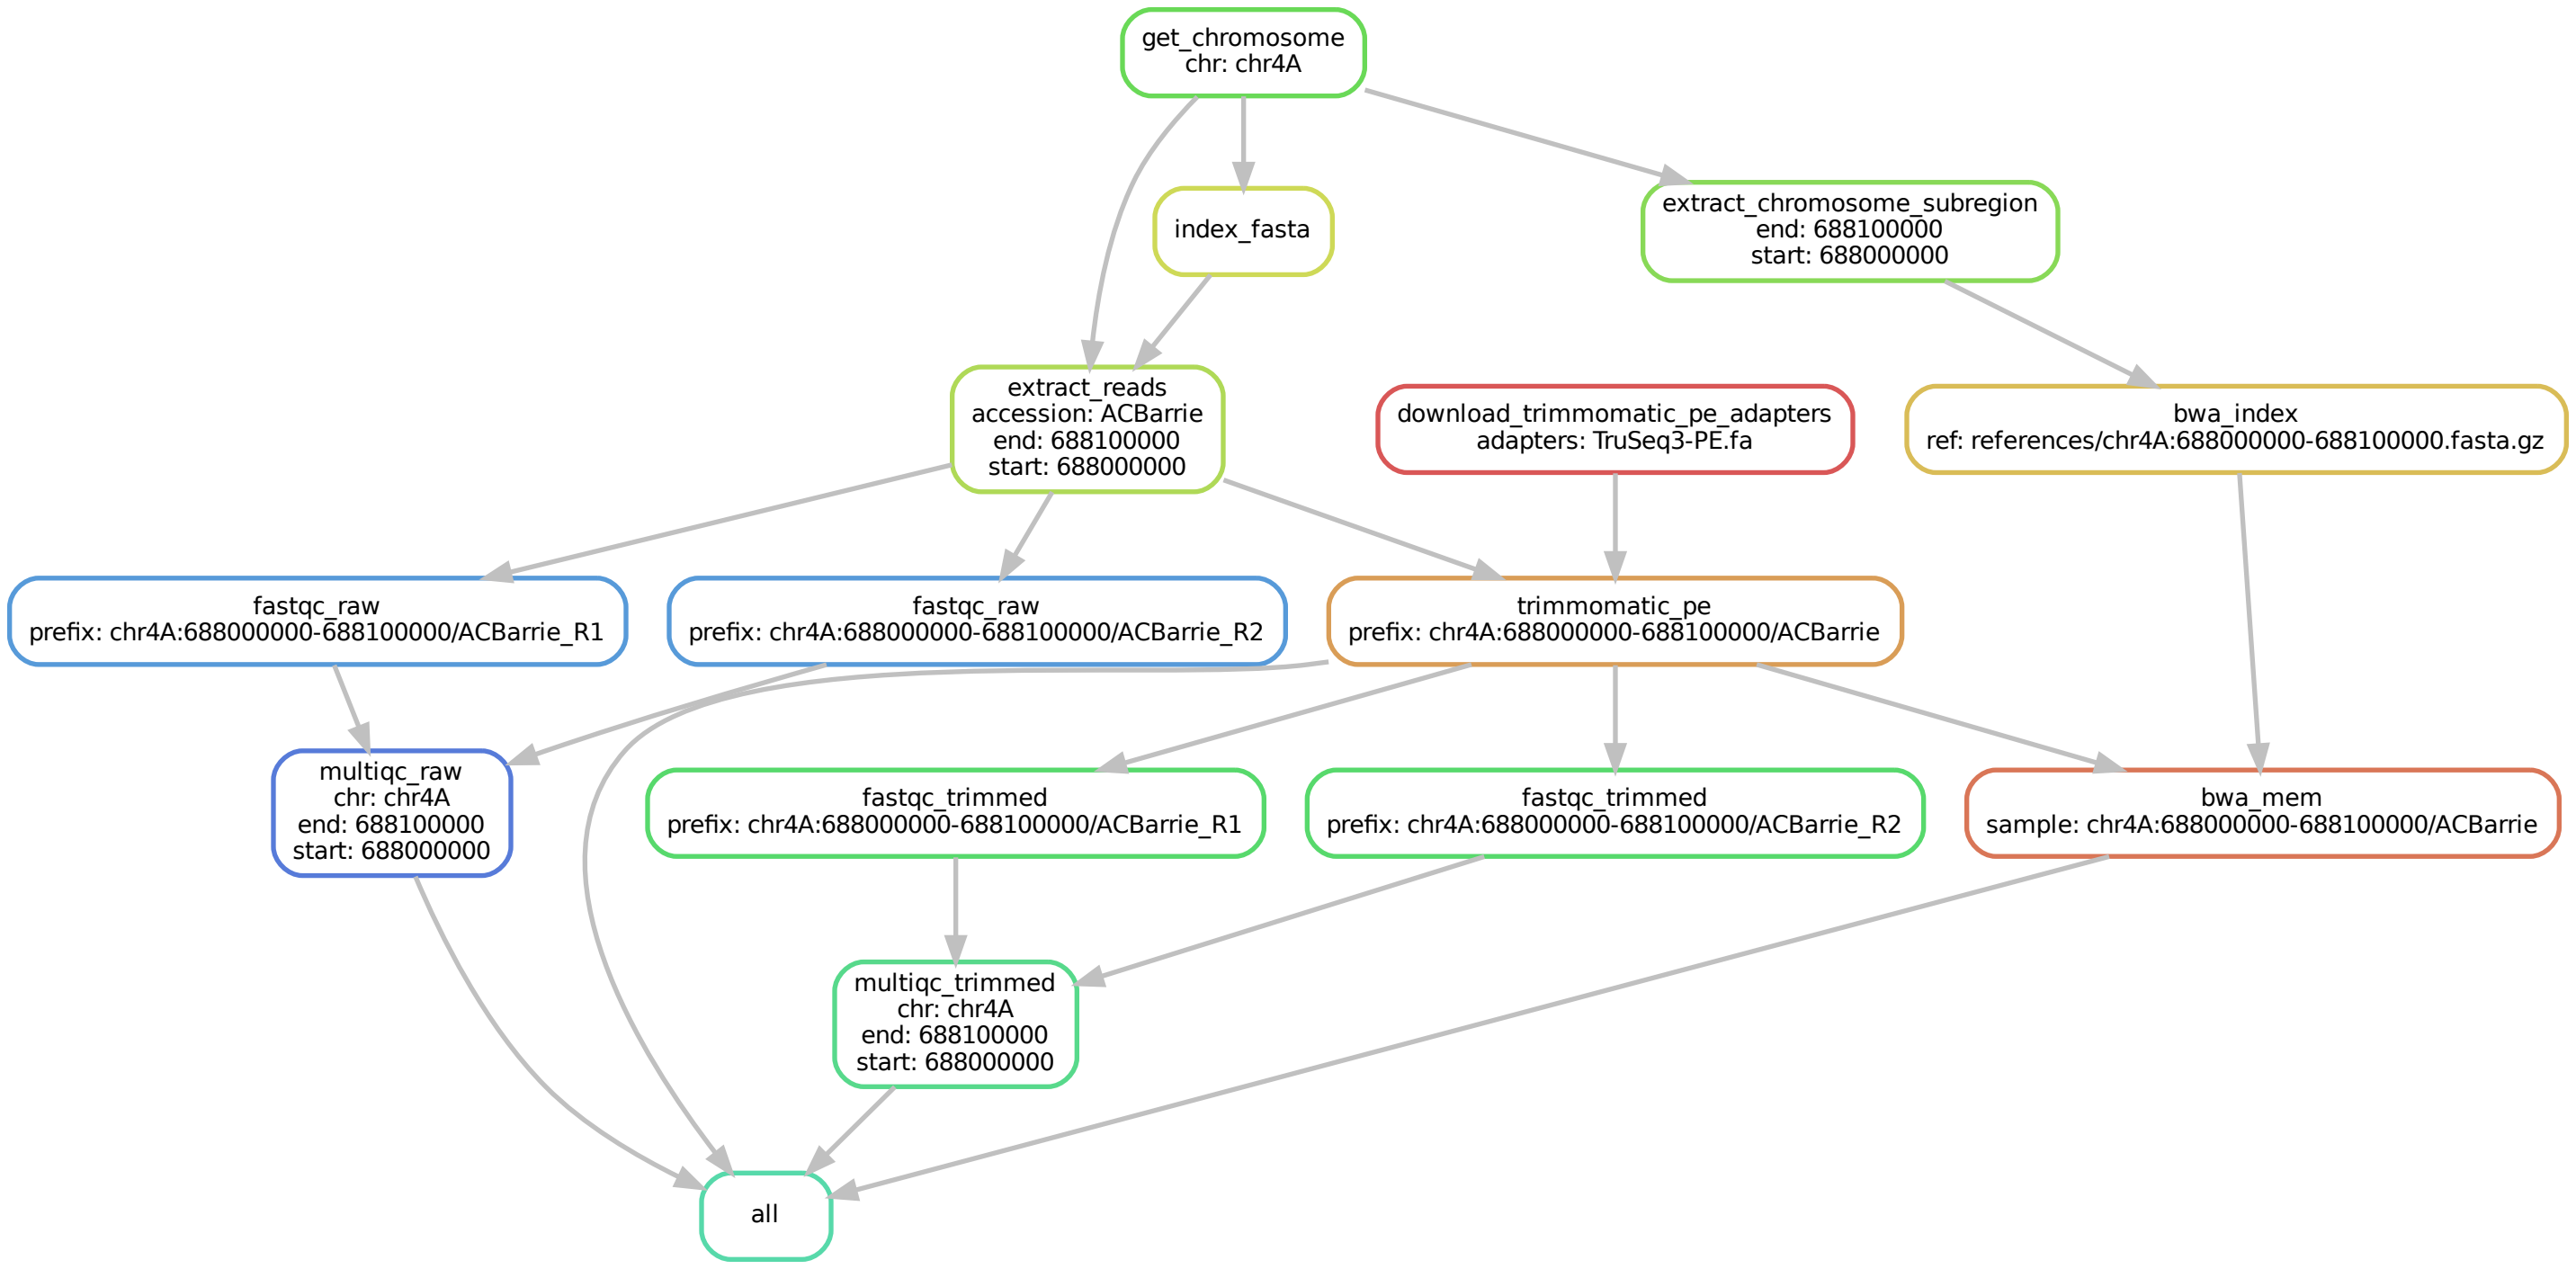 get_chromosome
chr: chr4A
index_fasta
extract_chromosome_subregion
end: 688100000
start: 688000000
extract_reads
accession: ACBarrie
end: 688100000
start: 688000000
download_trimmomatic_pe_adapters
adapters: TruSeq3-PE.fa
bwa_index
ref: references/chr4A:688000000-688100000.fasta.gz
fastqc_raw
prefix: chr4A:688000000-688100000/ACBarrie_R1
fastqc_raw
prefix: chr4A:688000000-688100000/ACBarrie_R2
trimmomatic_pe
prefix: chr4A:688000000-688100000/ACBarrie
multiqc_raw
chr: chr4A
end: 688100000
start: 688000000
fastqc_trimmed
prefix: chr4A:688000000-688100000/ACBarrie_R1
fastqc_trimmed
prefix: chr4A:688000000-688100000/ACBarrie_R2
bwa_mem
sample: chr4A:688000000-688100000/ACBarrie
multiqc_trimmed
chr: chr4A
end: 688100000
start: 688000000
all